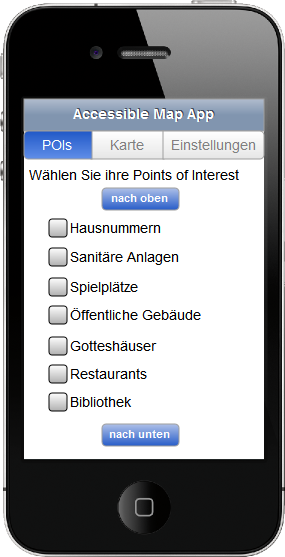 Accessible Map App
POIs Karte Einstellungen
Wählen Sie ihre Points of Interest
nach oben
Hausnummern
Sanitäre Anlagen
Spielplätze
Öffentliche Gebäude
Gotteshäuser
Restaurants
Bibliothek
nach unten